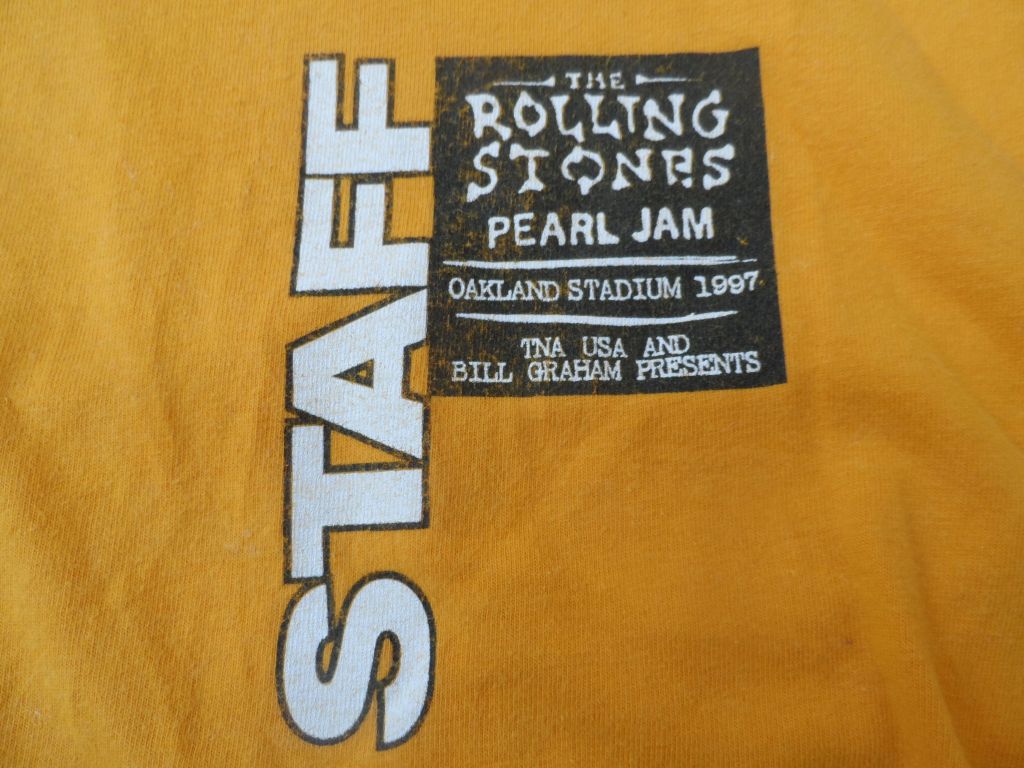 STAFF
THE
ROLLING
STONES
PEARL JAM
OAKLAND STADIUM 1997
TNA USA AND
BILL GRAHAM PRESENTS